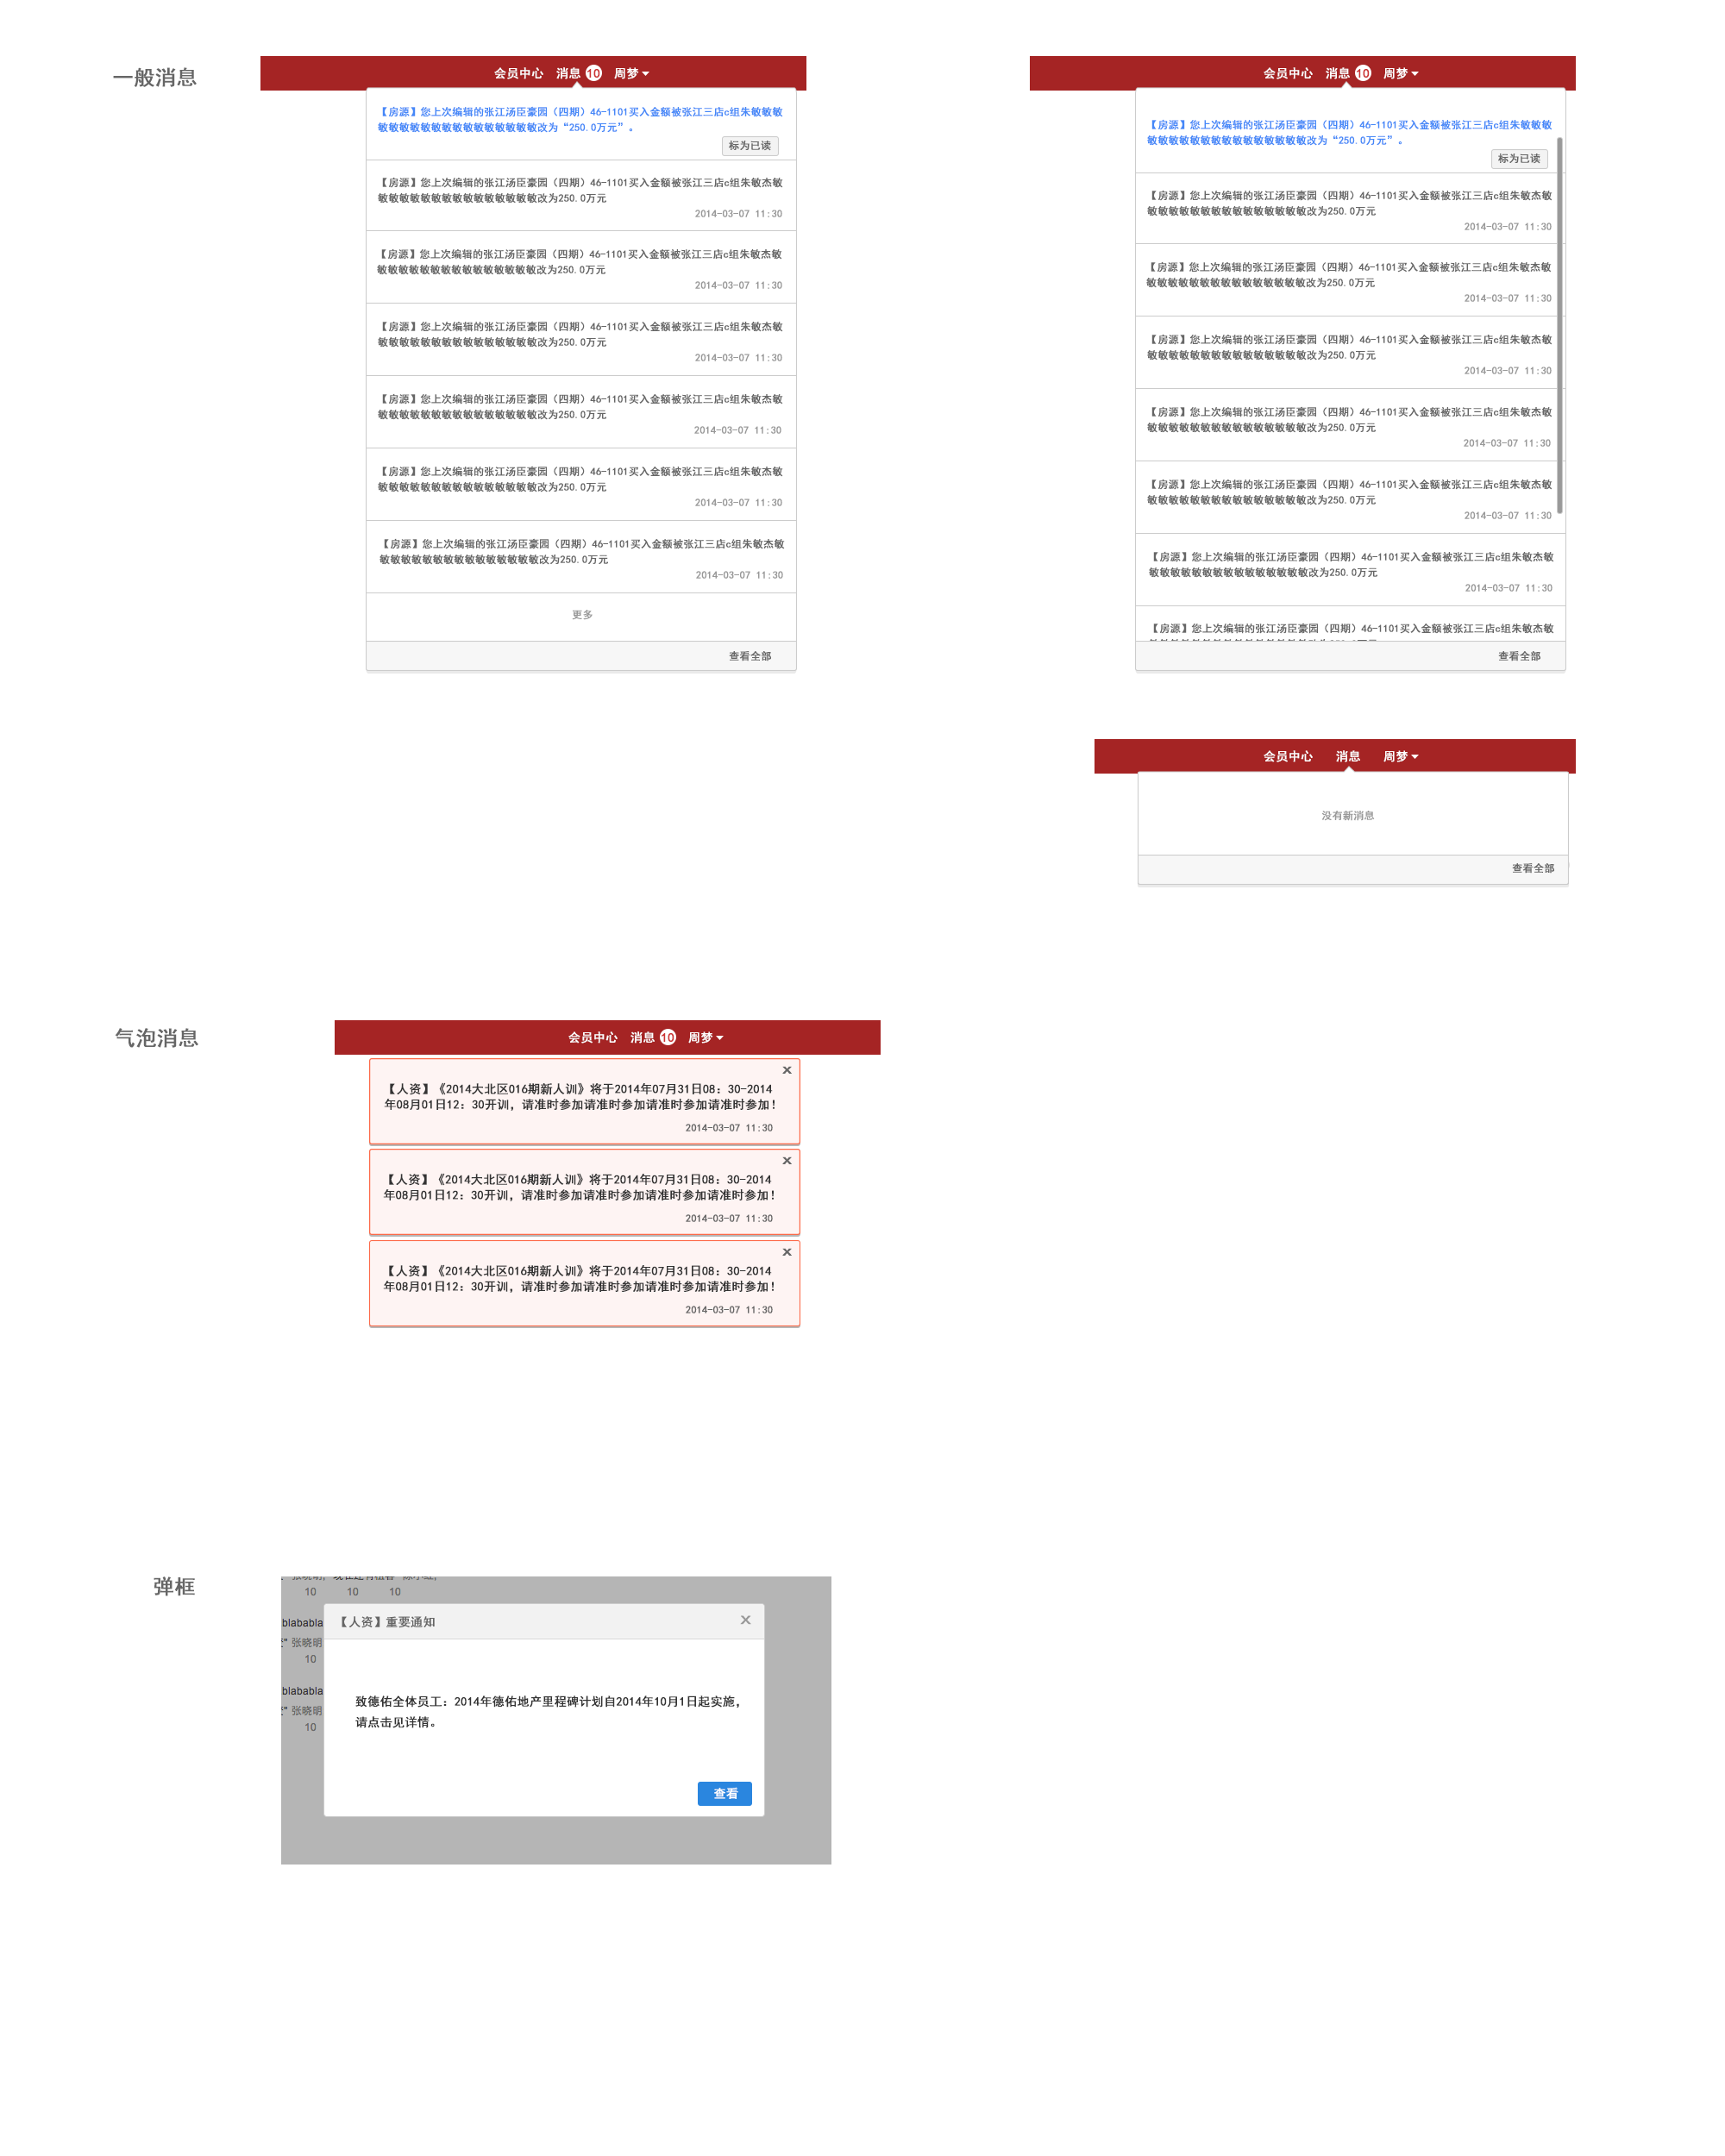 一般消息
会员中心 消息 10 周梦
【房源】您上次编辑的张江汤臣豪园（四期）46-1101买入金额被张江三店c组朱敏敏敏
敏敏敏敏敏敏敏敏敏敏敏敏敏敏敏改为“250.0万元”。
标为已读
【房源】您上次编辑的张江汤臣豪园（四期）46-1101买入金额被张江三店c组朱敏杰敏
敏敏敏敏敏敏敏敏敏敏敏敏敏敏敏改为250.0万元
2014-03-07 11:30
【房源】您上次编辑的张江汤臣豪园（四期）46-1101买入金额被张江三店c组朱敏杰敏
敏敏敏敏敏敏敏敏敏敏敏敏敏敏敏改为250.0万元
2014-03-07 11:30
【房源】您上次编辑的张江汤臣豪园（四期）46-1101买入金额被张江三店c组朱敏杰敏
敏敏敏敏敏敏敏敏敏敏敏敏敏敏敏改为250.0万元
2014-03-07 11:30
【房源】您上次编辑的张江汤臣豪园（四期）46-1101买入金额被张江三店c组朱敏杰敏
敏敏敏敏敏敏敏敏敏敏敏敏敏敏敏改为250.0万元
2014-03-07 11:30
【房源】您上次编辑的张江汤臣豪园（四期）46-1101买入金额被张江三店c组朱敏杰敏
敏敏敏敏敏敏敏敏敏敏敏敏敏敏敏改为250.0万元
2014-03-07 11:30
【房源】您上次编辑的张江汤臣豪园（四期）46-1101买入金额被张江三店c组朱敏杰敏
敏敏敏敏敏敏敏敏敏敏敏敏敏敏敏改为250.0万元
2014-03-07 11:30
更多
查看全部
会员中心 消息 10 周梦
【房源】您上次编辑的张江汤臣豪园（四期）46-1101买入金额被张江三店c组朱敏敏敏
敏敏敏敏敏敏敏敏敏敏敏敏敏敏敏改为“250.0万元”。
标为已读
【房源】您上次编辑的张江汤臣豪园（四期）46-1101买入金额被张江三店c组朱敏杰敏
敏敏敏敏敏敏敏敏敏敏敏敏敏敏敏改为250.0万元
2014-03-07 11:30
【房源】您上次编辑的张江汤臣豪园（四期）46-1101买入金额被张江三店c组朱敏杰敏
敏敏敏敏敏敏敏敏敏敏敏敏敏敏敏改为250.0万元
2014-03-07 11:30
【房源】您上次编辑的张江汤臣豪园（四期）46-1101买入金额被张江三店c组朱敏杰敏
敏敏敏敏敏敏敏敏敏敏敏敏敏敏敏改为250.0万元
2014-03-07 11:30
【房源】您上次编辑的张江汤臣豪园（四期）46-1101买入金额被张江三店c组朱敏杰敏
敏敏敏敏敏敏敏敏敏敏敏敏敏敏敏改为250.0万元
2014-03-07 11:30
【房源】您上次编辑的张江汤臣豪园（四期）46-1101买入金额被张江三店c组朱敏杰敏
敏敏敏敏敏敏敏敏敏敏敏敏敏敏敏改为250.0万元
2014-03-07 11:30
【房源】您上次编辑的张江汤臣豪园（四期）46-1101买入金额被张江三店c组朱敏杰敏
敏敏敏敏敏敏敏敏敏敏敏敏敏敏敏改为250.0万元
2014-03-07 11:30
【房源】您上次编辑的张江汤臣豪园（四期）46-1101买入金额被张江三店c组朱敏杰敏
查看全部
会员中心 消息 周梦
没有新消息
查看全部
气泡消息
会员中心 消息 10 周梦
【人资】《2014大北区016期新人训》将于2014年07月31日08：30-2014
年08月01日12：30开训，请准时参加请准时参加请准时参加请准时参加！
2014-03-07 11:30
【人资】《2014大北区016期新人训》将于2014年07月31日08：30-2014
年08月01日12：30开训，请准时参加请准时参加请准时参加请准时参加！
2014-03-07 11:30
【人资】《2014大北区016期新人训》将于2014年07月31日08：30-2014
年08月01日12：30开训，请准时参加请准时参加请准时参加请准时参加！
2014-03-07 11:30
弹框
10 10 10
blababla
” 张晓明
10
blababla
” 张晓明
10
【人资】重要通知
致德佑全体员工：2014年德佑地产里程碑计划自2014年10月1日起实施，
请点击见详情。
查看